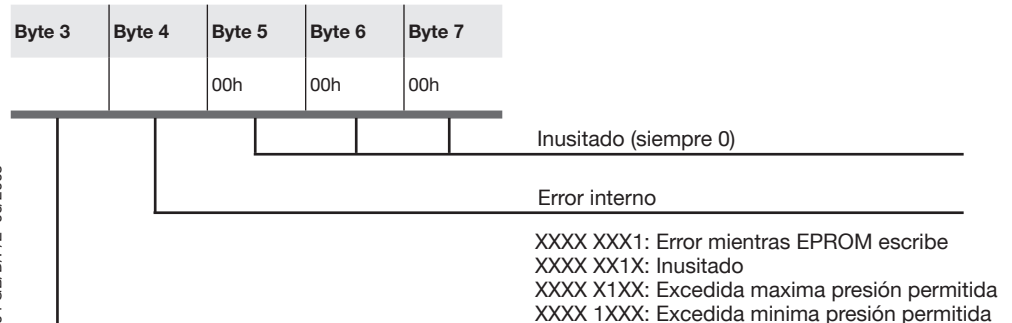 Byte 3 Byte 4 Byte 5 Byte 6 Byte 7
00h 00h 00h
Inusitado (siempre 0)
Error interno
XXXX XXX1: Error mientras EPROM escribe
XXXX XX1X: Inusitado
XXXX X1XX: Excedida maxima presión permitida
XXXX 1XXX: Excedida minima presión permitida